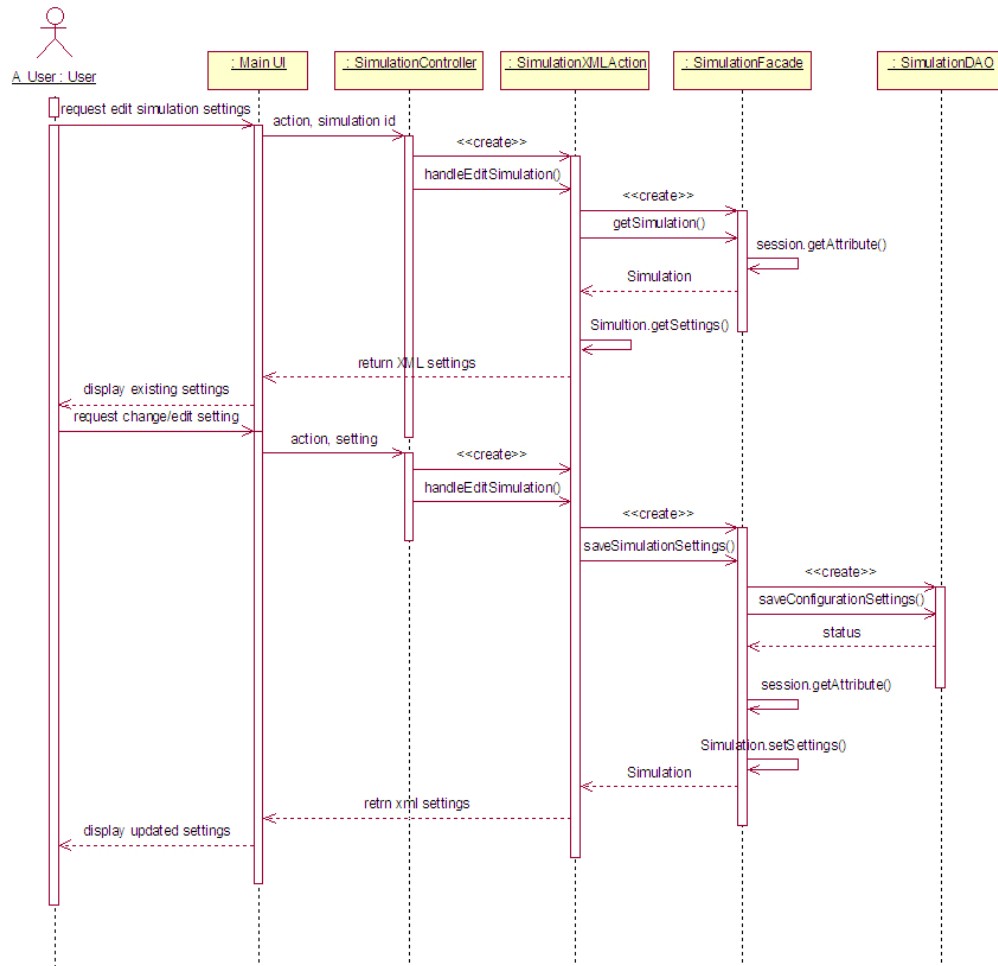 A User : User
: Main UI
: SimulationController
: SimulationXMLAction
: SimulationFacade
: SimulationDAO
request edit simulation settings
action, simulation id
<<create>>
handleEditSimulation()
<<create>>
getSimulation()
session.getAttribute()
Simulation
Simultion.getSettings()
return XML settings
display existing settings
request change/edit setting
action, setting
<<create>>
handleEditSimulation()
<<create>>
saveSimulationSettings()
<<create>>
saveConfigurationSettings()
status
session.getAttribute()
Simulation.setSettings()
Simulation
retrn xml settings
display updated settings